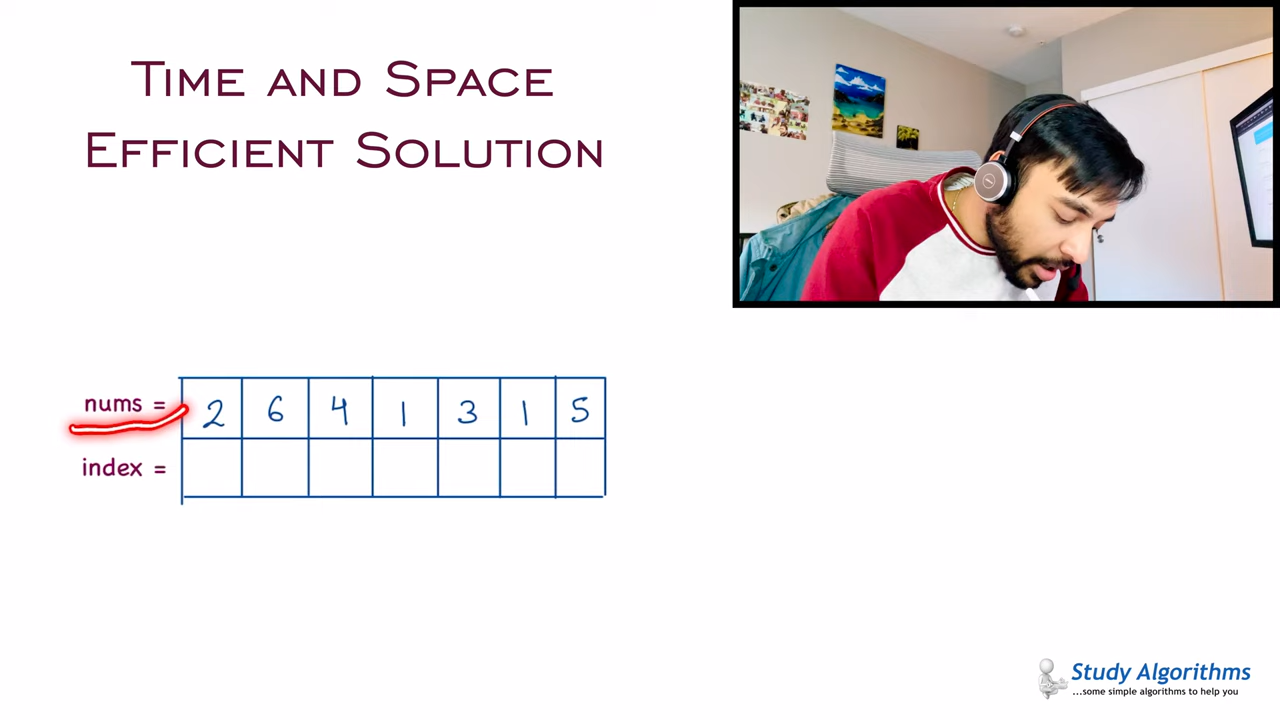 TIME AND SPACE
EFFICIENT SOLUTION
nums = 2 6 4 1 3 1 5
index =
Study Algorithms
...some simple algorithms to help you